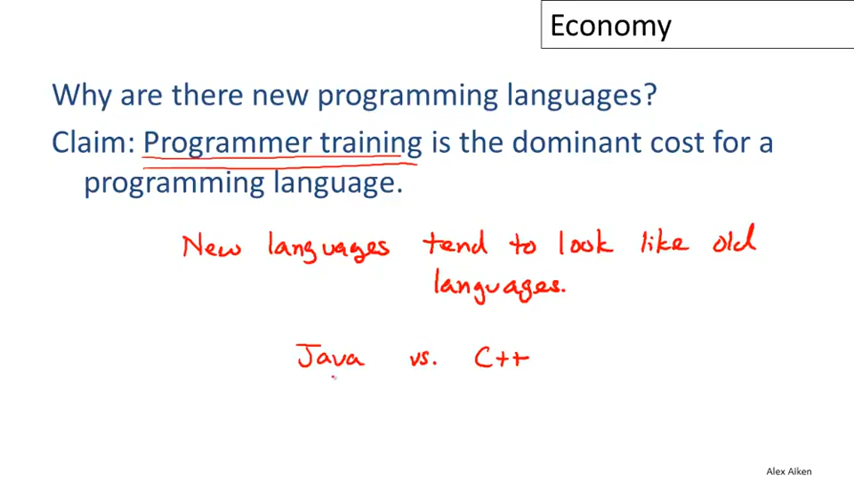 Economy
Why are there new programming languages?
Claim: Programmer training is the dominant cost for a
programming language.
New languages tend to look like old
languages.
Java vs. C++
Alex Aiken